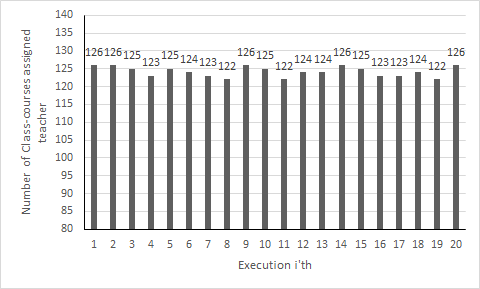 140
135
130
125
120
115
110
105
100
95
90
85
80
126 126 125 123 125 124 123 122 126 125 122 124 124 126 125 123 123 124 122 126
1 2 3 4 5 6 7 8 9 10 11 12 13 14 15 16 17 18 19 20
Number of Class-courses assigned
teacher
Execution i'th